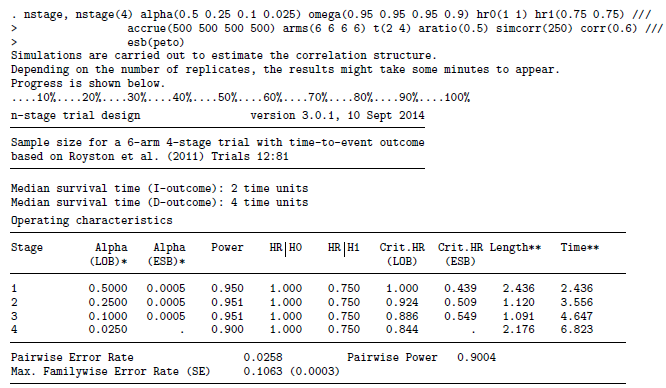 . nstage, nstage(4) alpha(0.5 0.25 0.1 0.025) omega(0.95 0.95 0.95 0.9) hr0(1 1) hr1(0.75 0.75) ///
> accrue(500 500 500 500) arms(6 6 6 6) t(2 4) aratio(0.5) simcorr(250) corr(0.6) ///
> esb(peto)
Simulations are carried out to estimate the correlation structure.
Depending on the number of replicates, the results might take some minutes to appear.
Progress is shown below.
....10%....20%....30%....40%....50%....60%....70%....80%....90%....100%
n-stage trial design version 3.0.1, 10 Sept 2014
Sample size for a 6-arm 4-stage trial with time-to-event outcome
based on Royston et al. (2011) Trials 12:81
Median survival time (I-outcome): 2 time units
Median survival time (D-outcome): 4 time units
Operating characteristics
Stage Alpha Alpha Power HR|H0 HR|H1 Crit.HR Crit.HR Length** Time**
(LOB)* (ESB)* (LOB) (ESB)
1 0.5000 0.0005 0.950 1.000 0.750 1.000 0.439 2.436 2.436
2 0.2500 0.0005 0.951 1.000 0.750 0.924 0.509 1.120 3.556
3 0.1000 0.0005 0.951 1.000 0.750 0.886 0.549 1.091 4.647
4 0.0250 . 0.900 1.000 0.750 0.844 . 2.176 6.823
Pairwise Error Rate 0.0258 Pairwise Power 0.9004
Max. Familywise Error Rate (SE) 0.1063 (0.0003)